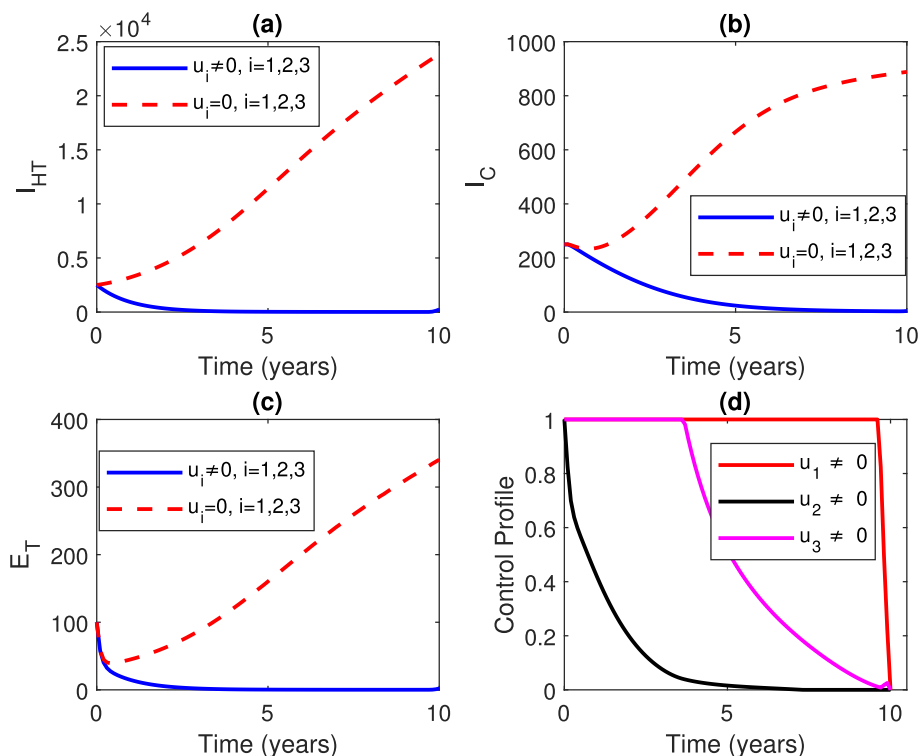 (a)
×10⁴
2.5
2
1.5
1
0.5
0
I_HT
u_i≠0, i=1,2,3
u_i=0, i=1,2,3
0 5 10
Time (years)
(b)
1000
800
600
400
200
0
I_C
u_i≠0, i=1,2,3
u_i=0, i=1,2,3
0 5 10
Time (years)
(c)
400
300
200
100
0
E_T
u_i≠0, i=1,2,3
u_i=0, i=1,2,3
0 5 10
Time (years)
(d)
1
0.8
0.6
0.4
0.2
0
Control Profile
u_1 ≠ 0
u_2 ≠ 0
u_3 ≠ 0
0 5 10
Time (years)